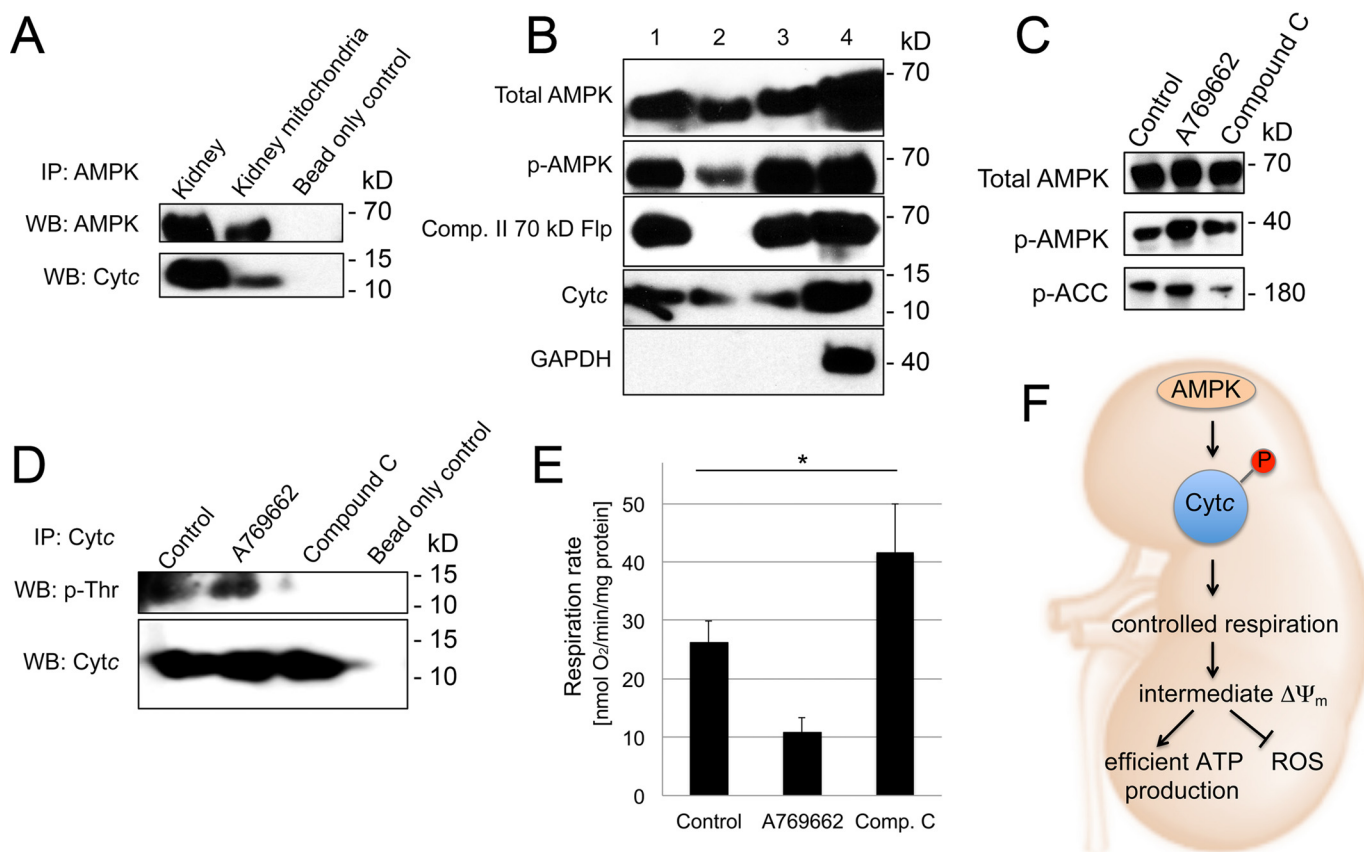 A
Kidney
Kidney mitochondria
Bead only control
IP: AMPK
kD
WB: AMPK
- 70
WB: Cytc
- 15
- 10
B
1 2 3 4 kD
Total AMPK
- 70
p-AMPK
- 70
Comp. II 70 kD Flp
- 70
Cytc
- 15
- 10
GAPDH
- 40
C
Control
A769662
Compound C
kD
Total AMPK
- 70
p-AMPK
- 40
p-ACC
- 180
D
Control
A769662
Compound C
Bead only control
IP: Cytc
kD
WB: p-Thr
- 15
- 10
WB: Cytc
- 15
- 10
E
*
Respiration rate
[nmol O₂/min/mg protein]
50
40
30
20
10
0
Control A769662 Comp. C
F
AMPK
P
Cytc
controlled respiration
intermediate ΔΨₘ
efficient ATP
production
ROS